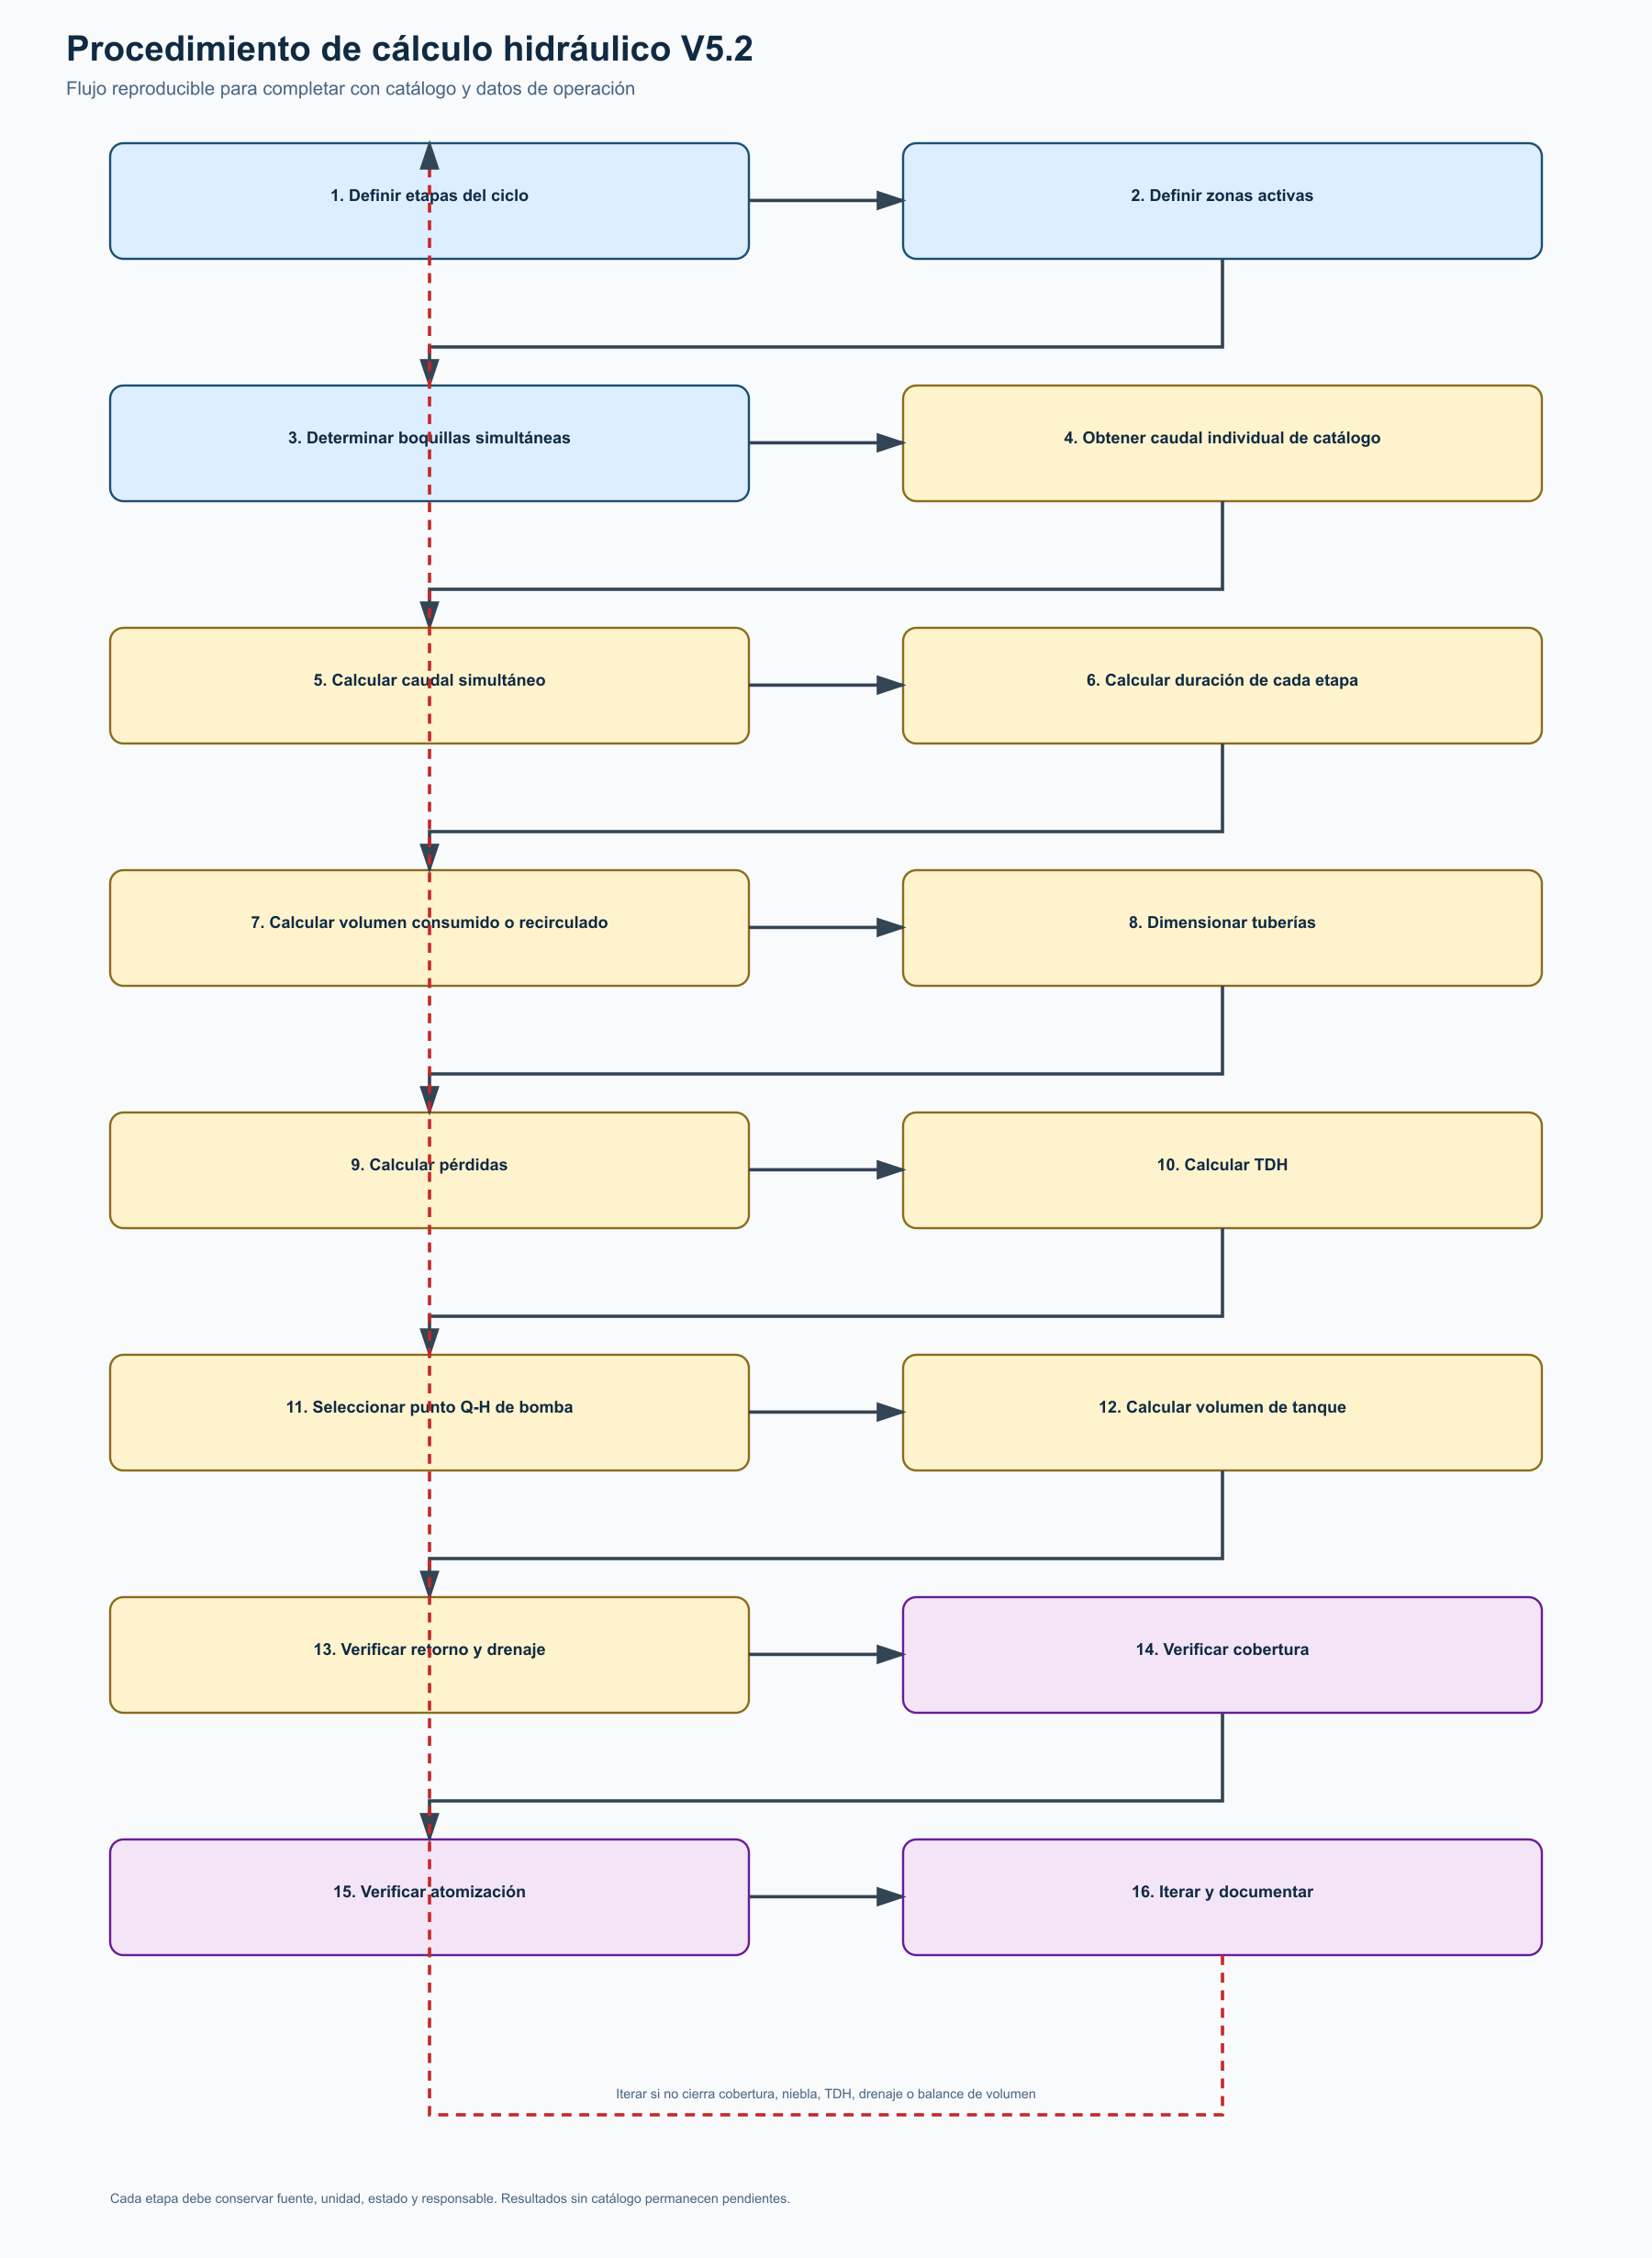 Procedimiento de cálculo hidráulico V5.2
Flujo reproducible para completar con catálogo y datos de operación
1. Definir etapas del ciclo
2. Definir zonas activas
3. Determinar boquillas simultáneas
4. Obtener caudal individual de catálogo
5. Calcular caudal simultáneo
6. Calcular duración de cada etapa
7. Calcular volumen consumido o recirculado
8. Dimensionar tuberías
9. Calcular pérdidas
10. Calcular TDH
11. Seleccionar punto Q-H de bomba
12. Calcular volumen de tanque
13. Verificar retorno y drenaje
14. Verificar cobertura
15. Verificar atomización
16. Iterar y documentar
Iterar si no cierra cobertura, niebla, TDH, drenaje o balance de volumen
Cada etapa debe conservar fuente, unidad, estado y responsable. Resultados sin catálogo permanecen pendientes.